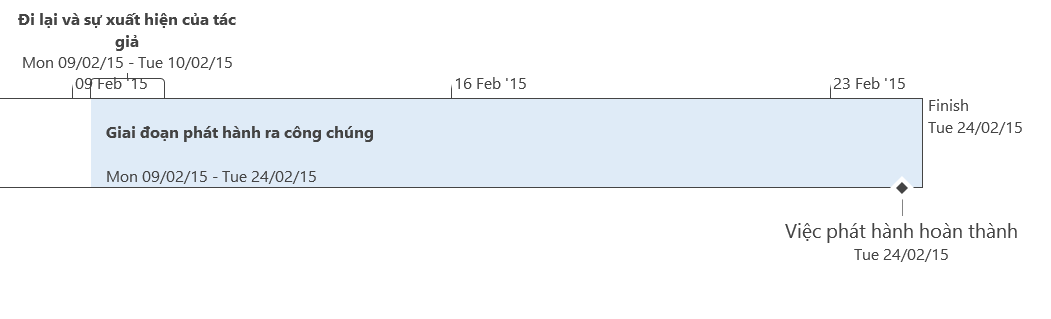 Đi lại và sự xuất hiện của tác
giả
Mon 09/02/15 - Tue 10/02/15
09 Feb '15
16 Feb '15
23 Feb '15
Finish
Tue 24/02/15
Giai đoạn phát hành ra công chúng
Mon 09/02/15 - Tue 24/02/15
Việc phát hành hoàn thành
Tue 24/02/15